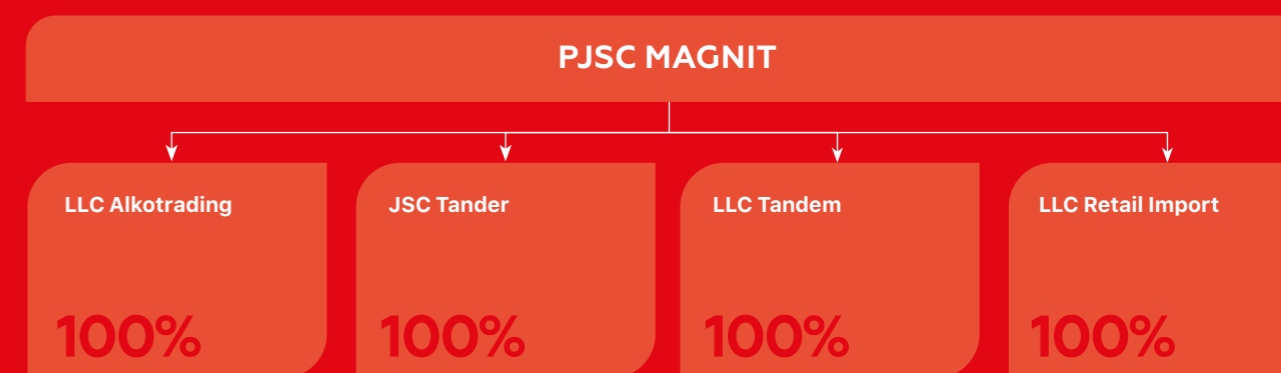 PJSC MAGNIT
LLC Alkotrading
JSC Tander
LLC Tandem
LLC Retail Import
100%
100%
100%
100%